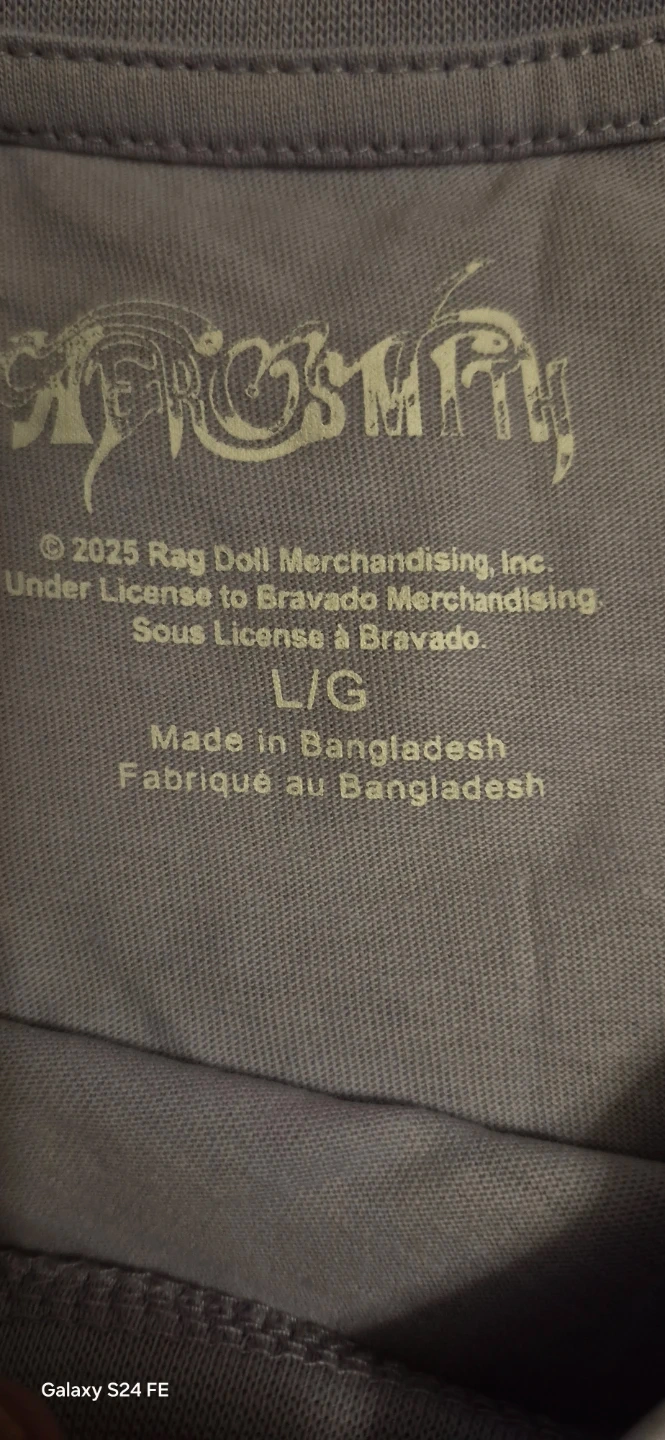 AEROSMITH
© 2025 Rag Doll Merchandising, Inc.
Under License to Bravado Merchandising.
Sous License à Bravado.
L/G
Made in Bangladesh
Fabriqué au Bangladesh
Galaxy S24 FE